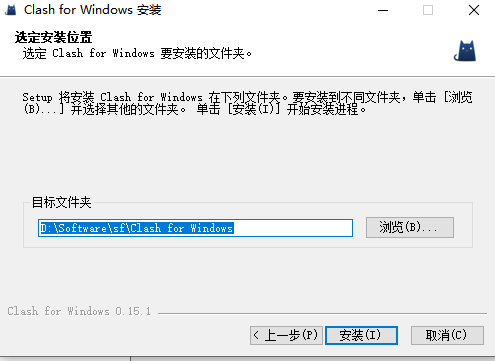 Clash for Windows 安装
选定安装位置
选定 Clash for Windows 要安装的文件夹。
Setup 将安装 Clash for Windows 在下列文件夹。要安装到不同文件夹，单击 [浏览
(B)...] 并选择其他的文件夹。 单击 [安装(I)] 开始安装进程。
目标文件夹
D:\Software\sf\Clash for Windows
浏览(B)...
Clash for Windows 0.15.1
< 上一步(P)
安装(I)
取消(C)